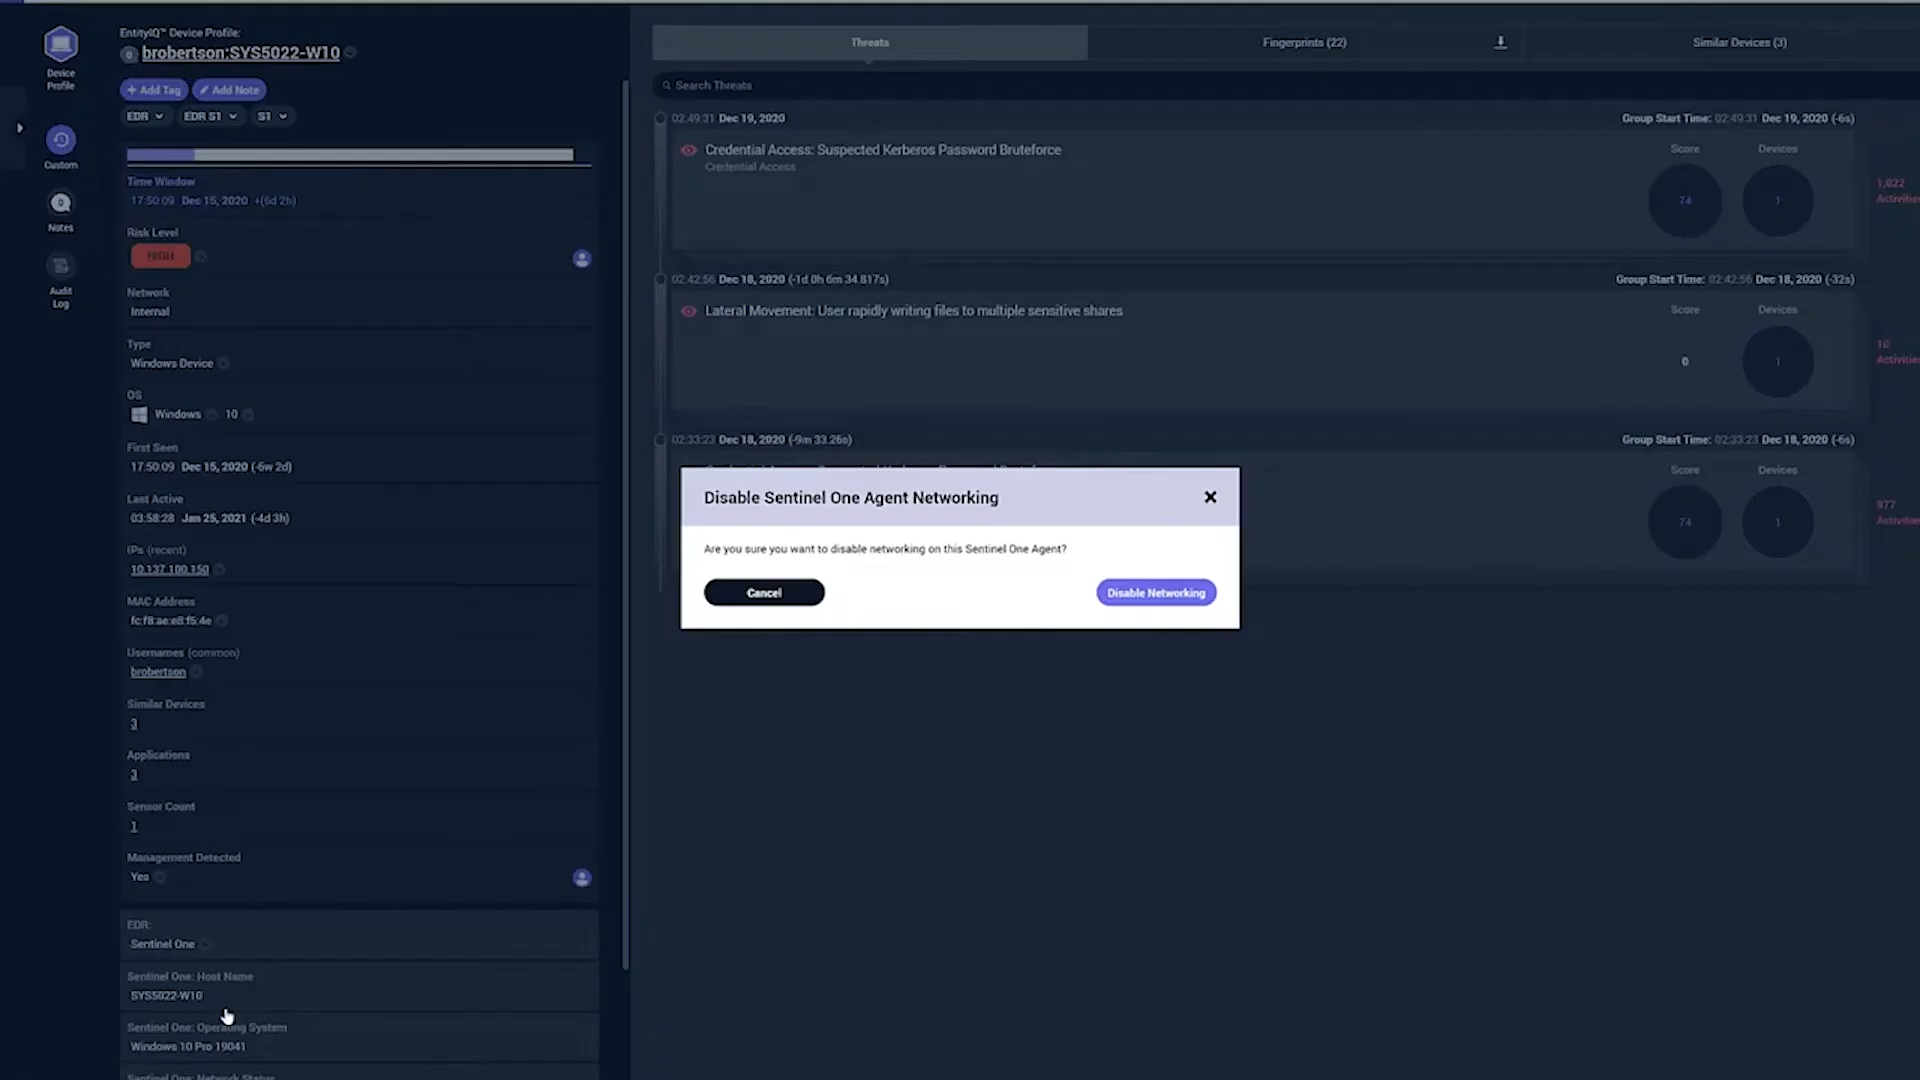 EntityIQ™ Device Profile:
brobertson:SYS5022-W10
Device
Profile
+ Add Tag
Add Note
EDR
EDR S1
S1
Custom
Time Window
17:50:09 Dec 15, 2020 +(6d 2h)
Notes
Risk Level
HIGH
Audit
Log
Network
Internal
Type
Windows Device
OS
Windows 10
First Seen
17:50:09 Dec 15, 2020 (-6w 2d)
Last Active
03:58:28 Jan 25, 2021 (-4d 3h)
IPs (recent)
10.137.100.150
MAC Address
fc:f8:ae:e8:f5:4e
Usernames (common)
brobertson
Similar Devices
3
Applications
3
Sensor Count
1
Management Detected
Yes
EDR:
Sentinel One
Sentinel One: Host Name
SYS5022-W10
Sentinel One: Operating System
Windows 10 Pro 19041
Sentinel One: Network Status
Threats
Fingerprints (22)
Similar Devices (3)
Search Threats
02:49:31 Dec 19, 2020
Group Start Time: 02:49:31 Dec 19, 2020 (-6s)
Credential Access: Suspected Kerberos Password Bruteforce
Credential Access
Score
Devices
74
1
1,022
Activities
02:42:56 Dec 18, 2020 (-1d 0h 6m 34.817s)
Group Start Time: 02:42:56 Dec 18, 2020 (-32s)
Lateral Movement: User rapidly writing files to multiple sensitive shares
Score
Devices
0
1
10
Activities
02:33:23 Dec 18, 2020 (-9m 33.26s)
Group Start Time: 02:33:23 Dec 18, 2020 (-6s)
Score
Devices
74
1
977
Activities
Disable Sentinel One Agent Networking
Are you sure you want to disable networking on this Sentinel One Agent?
Cancel
Disable Networking